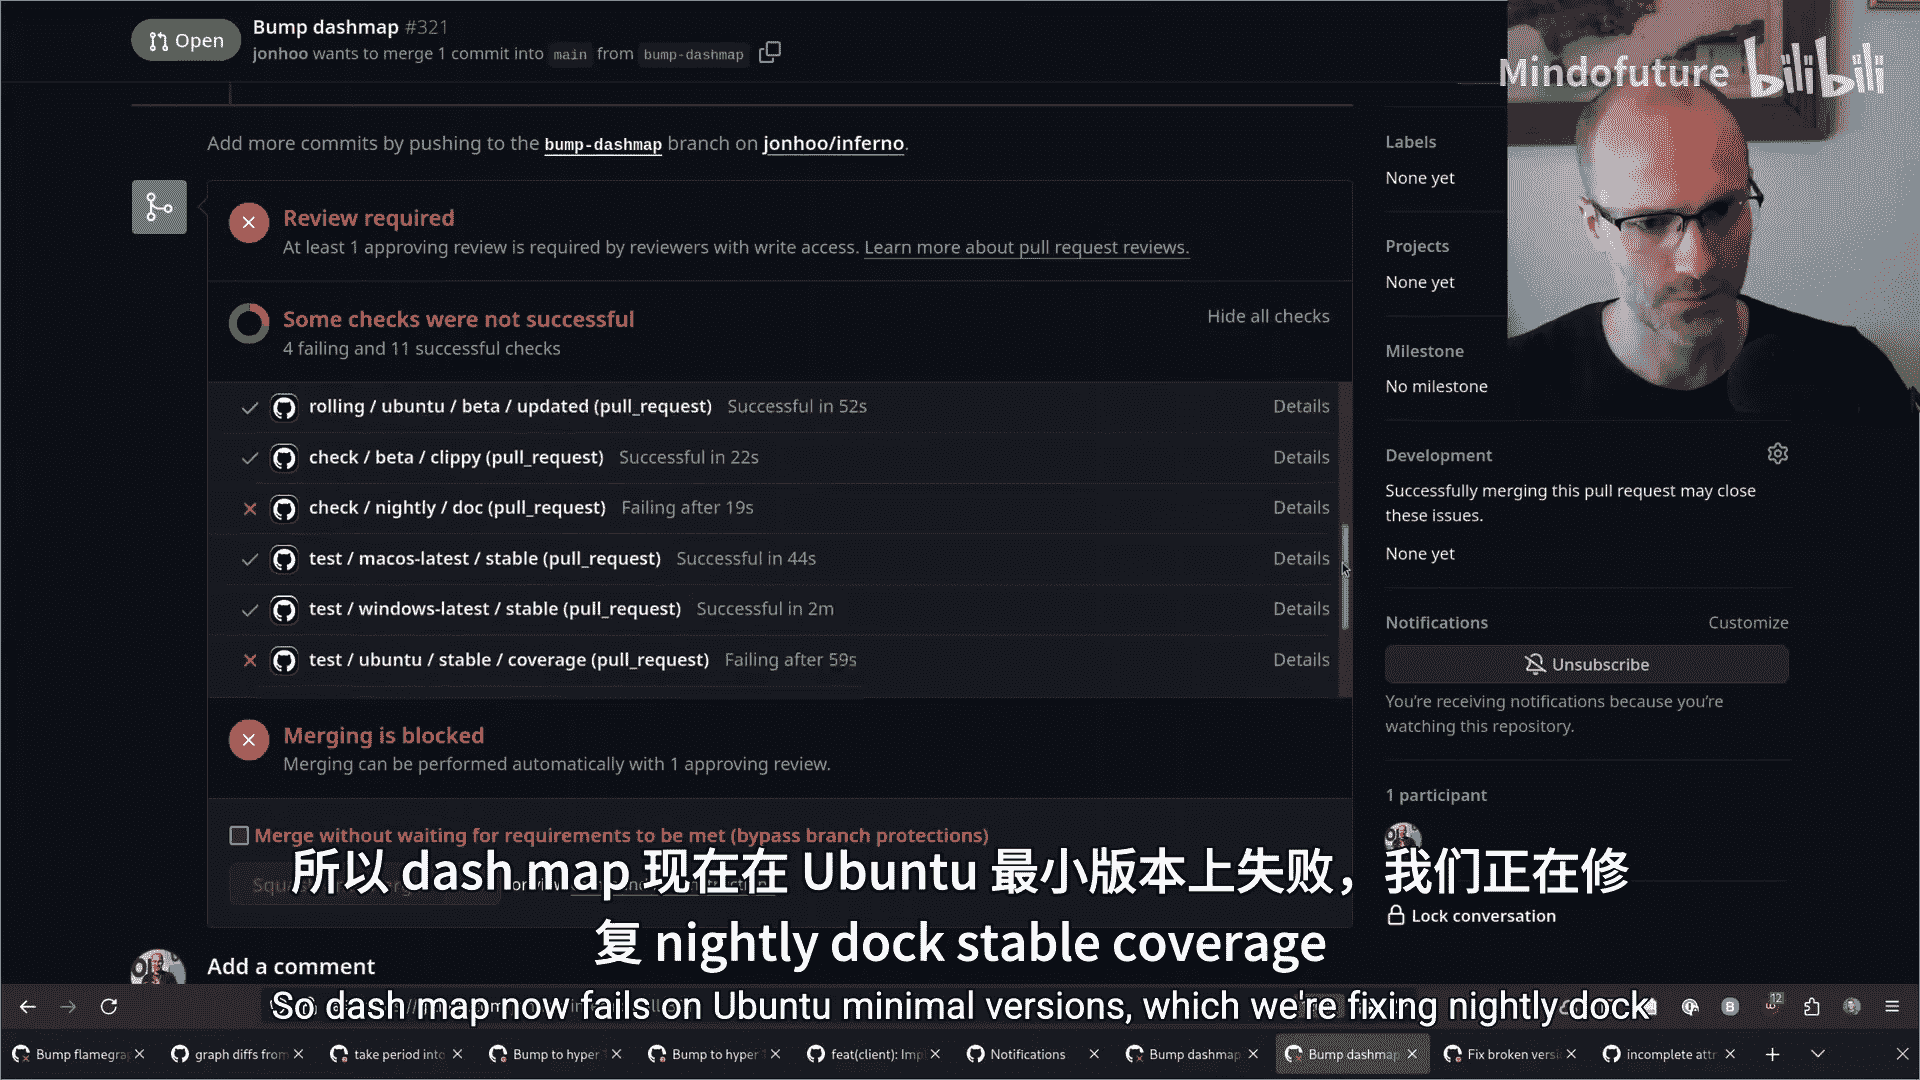 Open
Bump dashmap #321
jonhoo wants to merge 1 commit into main from bump-dashmap
Mindofuture bilibili
Add more commits by pushing to the bump-dashmap branch on jonhoo/inferno.
Review required
At least 1 approving review is required by reviewers with write access. Learn more about pull request reviews.
Some checks were not successful
4 failing and 11 successful checks
Hide all checks
rolling / ubuntu / beta / updated (pull_request) Successful in 52s Details
check / beta / clippy (pull_request) Successful in 22s Details
check / nightly / doc (pull_request) Failing after 19s Details
test / macos-latest / stable (pull_request) Successful in 44s Details
test / windows-latest / stable (pull_request) Successful in 2m Details
test / ubuntu / stable / coverage (pull_request) Failing after 59s Details
Merging is blocked
Merging can be performed automatically with 1 approving review.
Merge without waiting for requirements to be met (bypass branch protections)
Labels
None yet
Projects
None yet
Milestone
No milestone
Development
Successfully merging this pull request may close
these issues.
None yet
Notifications Customize
Unsubscribe
You're receiving notifications because you're
watching this repository.
1 participant
Lock conversation
所以 dash map 现在在 Ubuntu 最小版本上失败，我们正在修
复 nightly dock stable coverage
Add a comment
So dash map now fails on Ubuntu minimal versions, which we're fixing nightly dock
12
Bump flamegra
graph diffs from
take period into
Bump to hyper 1
Bump to hyper 1
feat(client): Impl
Notifications
Bump dashmap
Bump dashmap
Fix broken versi
incomplete attr